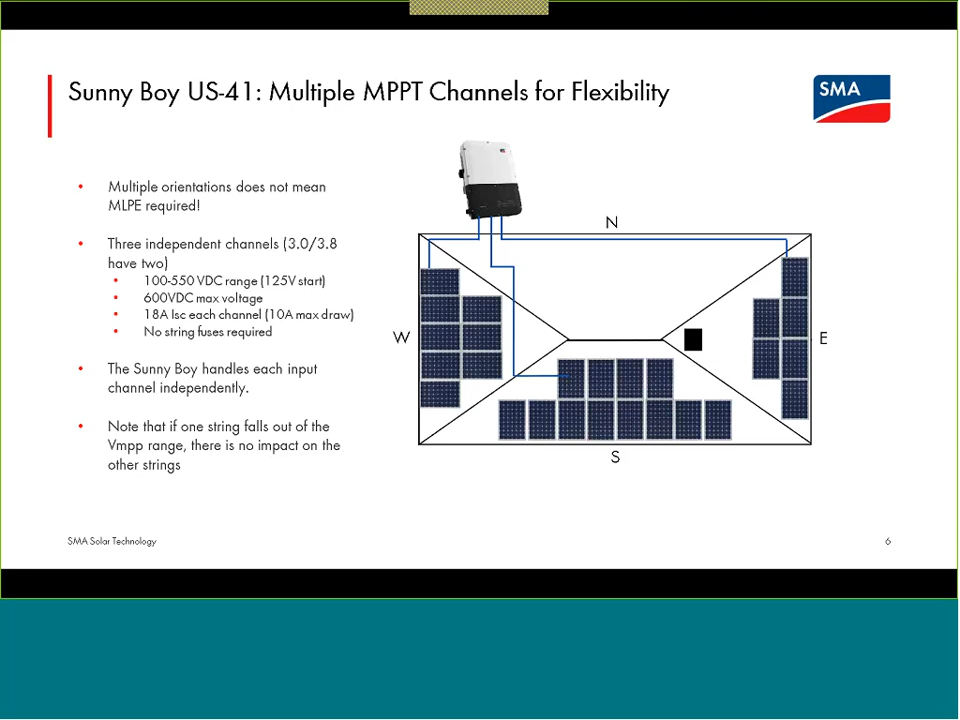 Sunny Boy US-41: Multiple MPPT Channels for Flexibility
SMA
• Multiple orientations does not mean
MLPE required!
• Three independent channels (3.0/3.8
have two)
• 100-550 VDC range (125V start)
• 600VDC max voltage
• 18A Isc each channel (10A max draw)
• No string fuses required
• The Sunny Boy handles each input
channel independently.
• Note that if one string falls out of the
Vmpp range, there is no impact on the
other strings
N
W
E
S
SMA Solar Technology
6